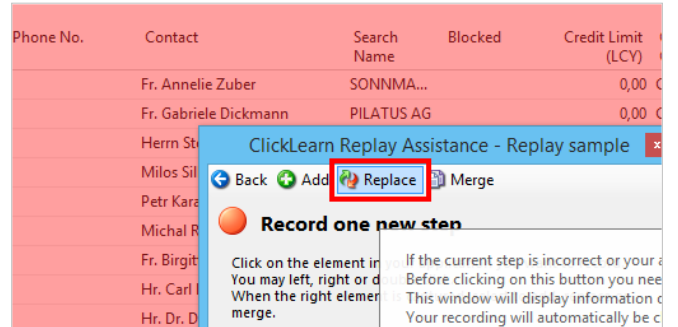 Phone No. Contact Search Name Blocked Credit Limit (LCY)
Fr. Annelie Zuber SONNMA... 0,00
Fr. Gabriele Dickmann PILATUS AG 0,00
Herrn
Milos
Petr
Michal
Fr.
Hr. Carl
Hr. Dr.
ClickLearn Replay Assistance - Replay sample
Back Add Replace Merge
Record one new step
Click on the element in
You may left, right or
When the right element is
merge.
If the current step is incorrect or your
Before clicking on this button you
This window will display information
Your recording will automatically be